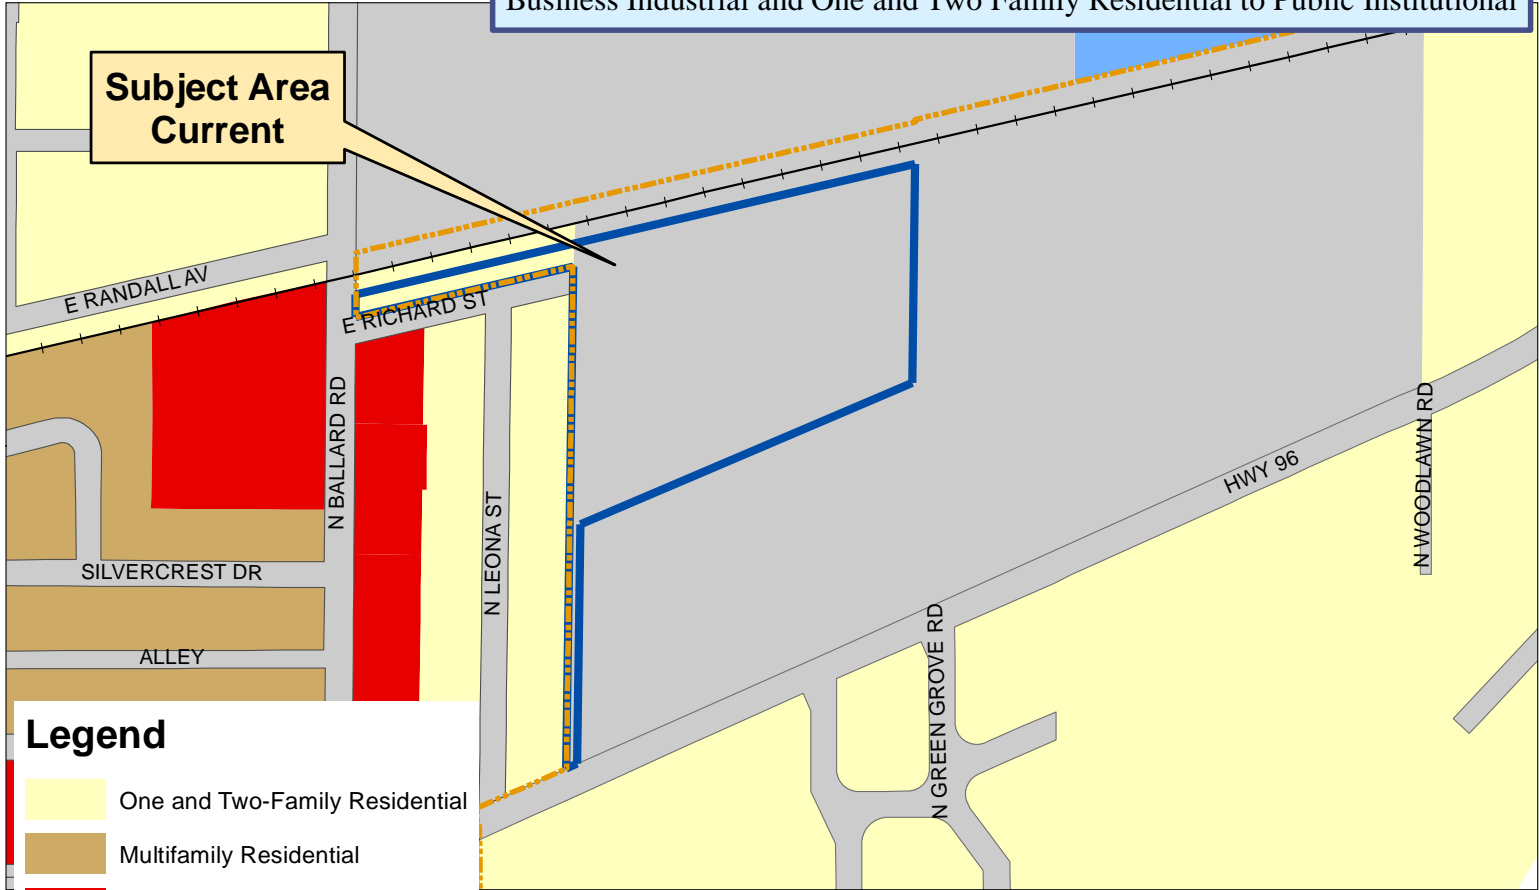 Business Industrial and One and Two Family Residential to Public Institutional
Subject Area
Current
E RANDALL AV
E RICHARD ST
N BALLARD RD
N LEONA ST
HWY 96
N WOODLAWN RD
SILVERCREST DR
N GREEN GROVE RD
ALLEY
Legend
One and Two-Family Residential
Multifamily Residential